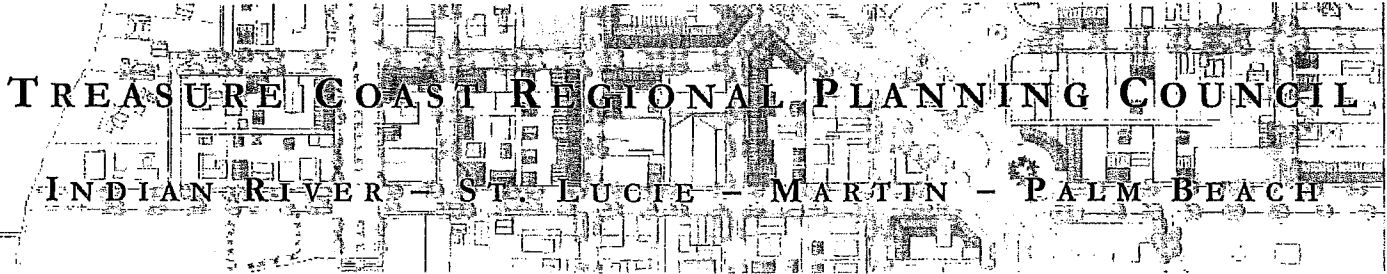 TREASURE COAST REGIONAL PLANNING COUNCIL
INDIAN RIVER – ST. LUCIE – MARTIN – PALM BEACH